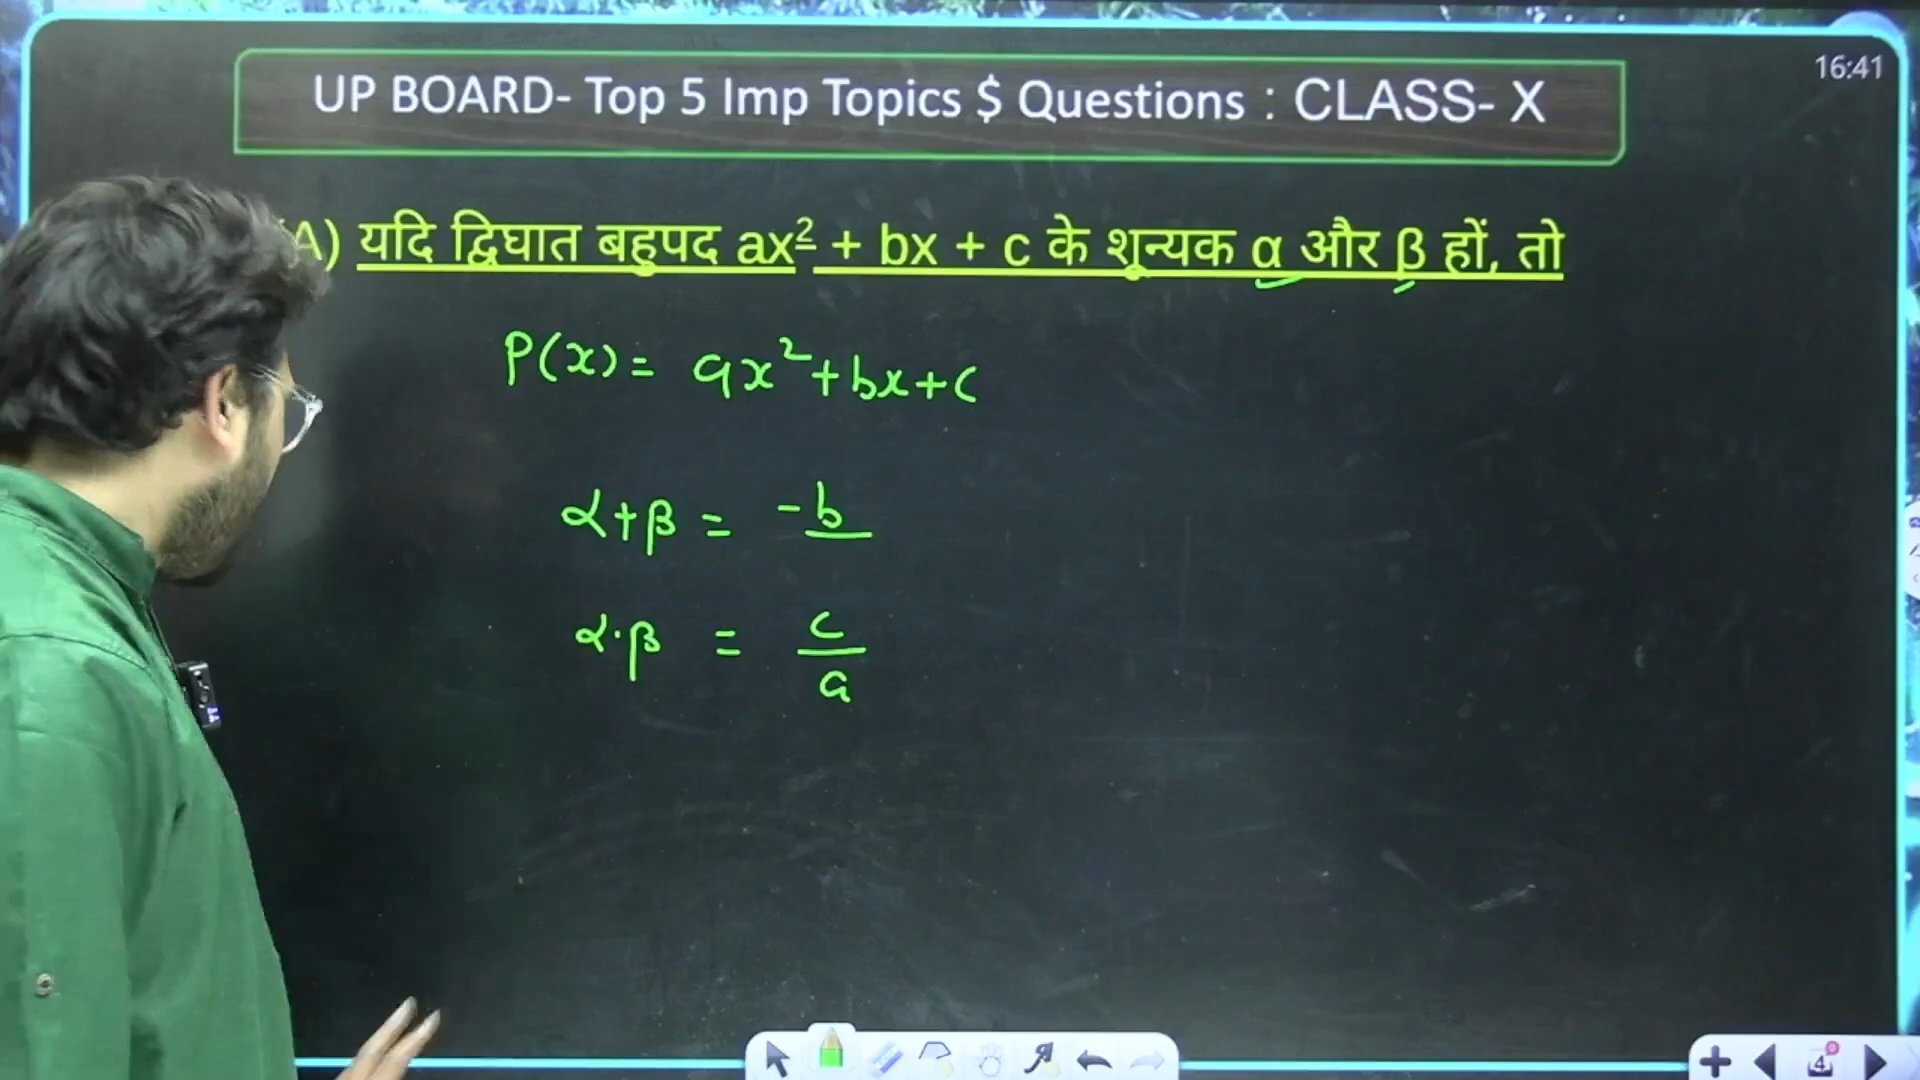 16:41
UP BOARD- Top 5 Imp Topics $ Questions : CLASS- X
A) यदि द्विघात बहुपद ax² + bx + c के शून्यक α और β हों, तो
P(x) = ax²+bx+c
α+β = -b
α·β = c/a
4